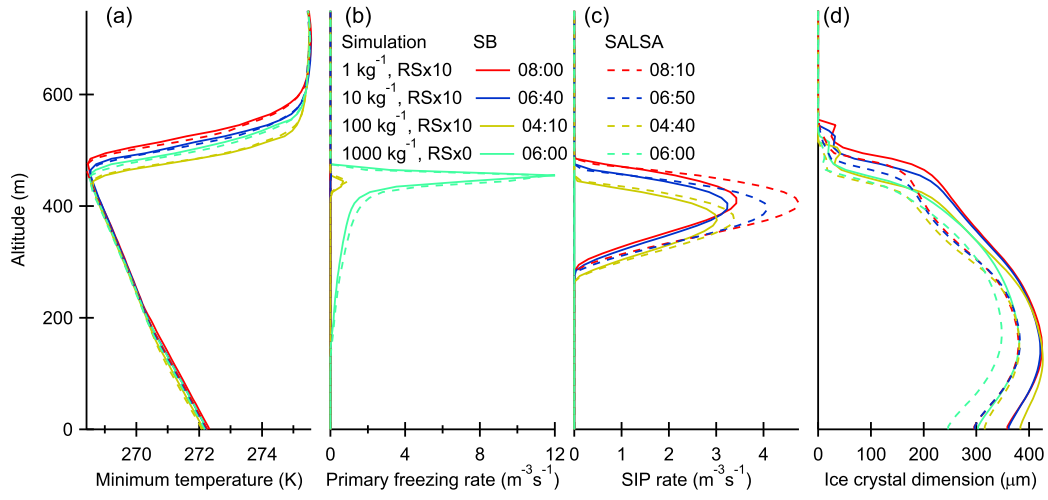 (a) (b) (c) (d)
Simulation SB SALSA
1 kg⁻¹, RSx10 08:00 08:10
10 kg⁻¹, RSx10 06:40 06:50
100 kg⁻¹, RSx10 04:10 04:40
1000 kg⁻¹, RSx0 06:00 06:00
Altitude (m)
600
400
200
0
270 272 274 0 4 8 12 0 1 2 3 4 0 100 200 300 400
Minimum temperature (K) Primary freezing rate (m⁻³s⁻¹) SIP rate (m⁻³s⁻¹) Ice crystal dimension (μm)